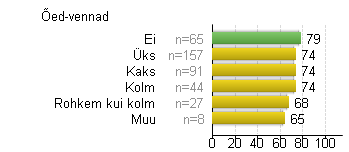 Õed-vennad
Ei n=65 79
Üks n=157 74
Kaks n=91 74
Kolm n=44 74
Rohkem kui kolm n=27 68
Muu n=8 65
0 20 40 60 80 100